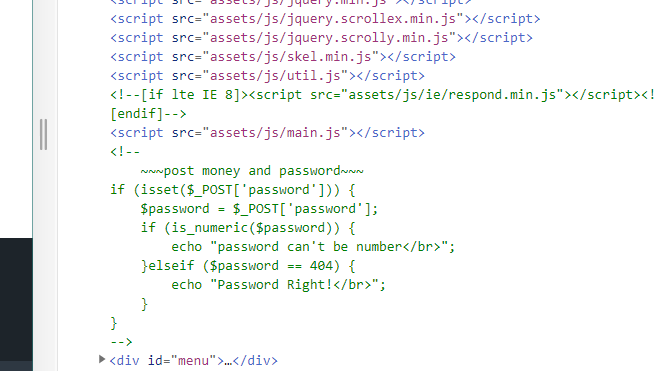 <script src="assets/js/jquery.min.js"></script>
<script src="assets/js/jquery.scrollex.min.js"></script>
<script src="assets/js/jquery.scrolly.min.js"></script>
<script src="assets/js/skel.min.js"></script>
<script src="assets/js/util.js"></script>
<!--[if lte IE 8]><script src="assets/js/ie/respond.min.js"></script><!
[endif]-->
<script src="assets/js/main.js"></script>
<!--
~~~post money and password~~~
if (isset($_POST['password'])) {
$password = $_POST['password'];
if (is_numeric($password)) {
echo "password can't be number</br>";
}elseif ($password == 404) {
echo "Password Right!</br>";
}
}
-->
<div id="menu">…</div>